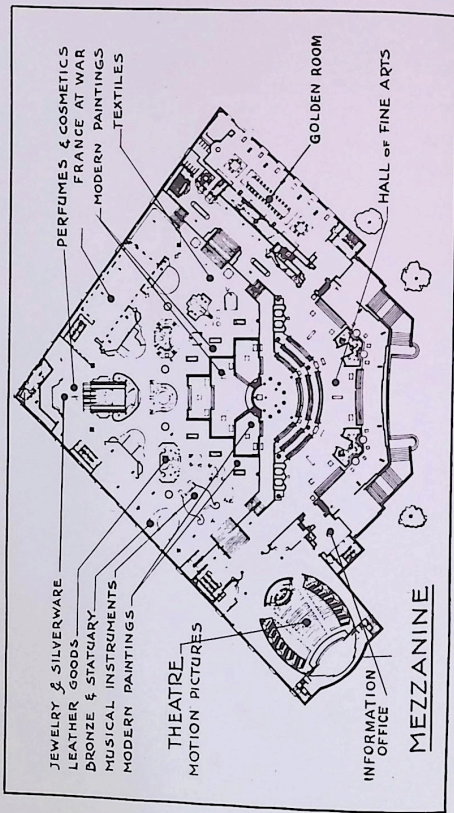 JEWELRY & SILVERWARE
LEATHER GOODS
BRONZE & STATUARY
MUSICAL INSTRUMENTS
MODERN PAINTINGS
THEATRE
MOTION PICTURES
INFORMATION
OFFICE
MEZZANINE
PERFUMES & COSMETICS
FRANCE AT WAR
MODERN PAINTINGS
TEXTILES
GOLDEN ROOM
HALL OF FINE ARTS